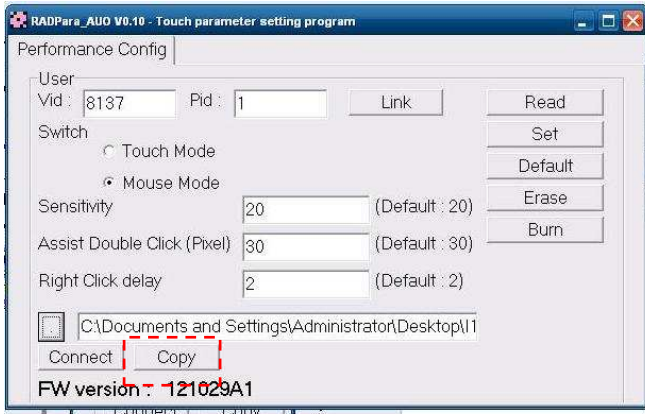 RADPara_AUO V0.10 - Touch parameter setting program
Performance Config
User
Vid : 8137 Pid : 1 Link Read
Switch Set
Touch Mode
Default
Mouse Mode
Sensitivity 20 (Default : 20) Erase
Assist Double Click (Pixel) 30 (Default : 30) Burn
Right Click delay 2 (Default : 2)
. C:\Documents and Settings\Administrator\Desktop\I1
Connect Copy
FW version : 121029A1